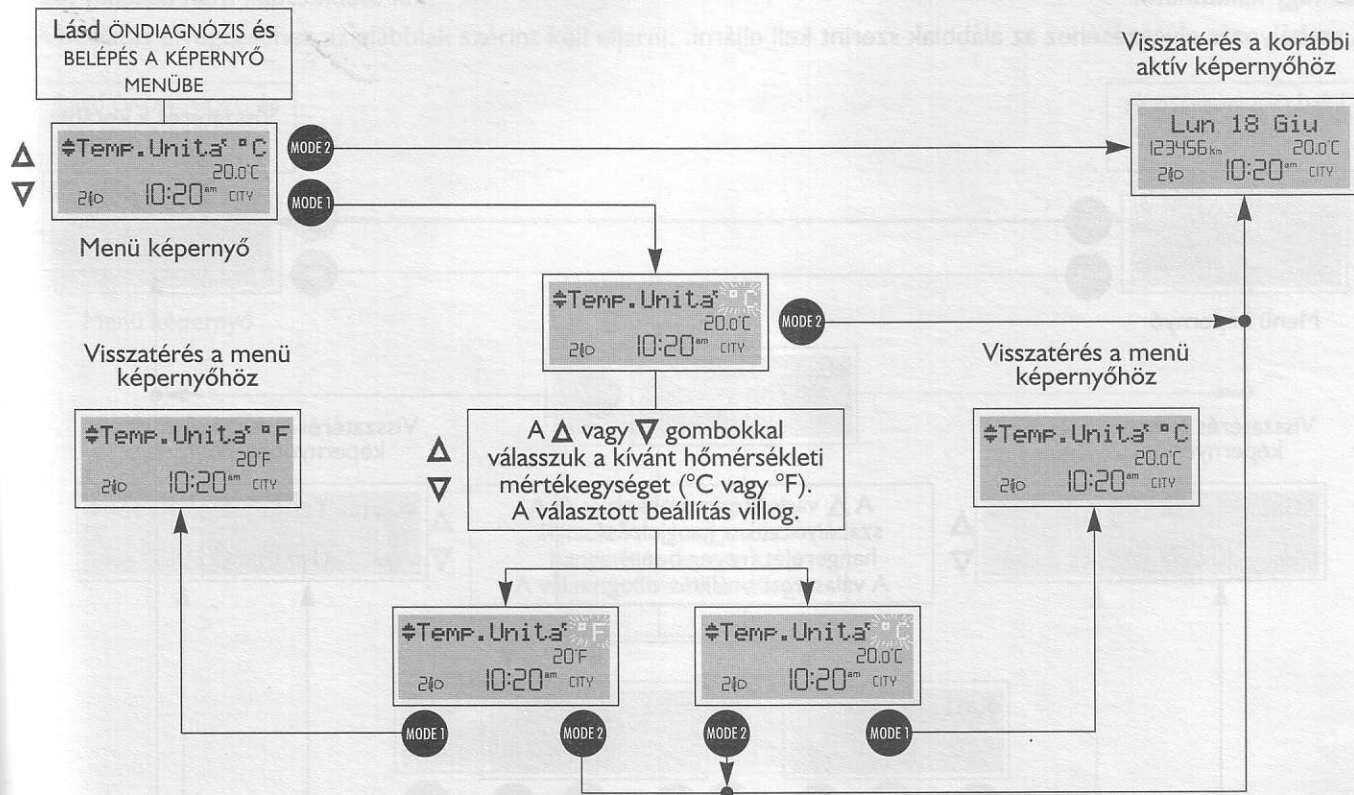 Lásd ÖNDIAGNÓZIS és
BELÉPÉS A KÉPERNYŐ
MENÜBE
Visszatérés a korábbi
aktív képernyőhöz
Temp.Unita' °C
20.0°C
10:20 am CITY
MODE 2
MODE 1
Lun 18 Giu
123456 km 20.0°C
10:20 am CITY
Menü képernyő
Temp.Unita' °C
20.0°C
10:20 am CITY
MODE 2
Visszatérés a menü
képernyőhöz
Visszatérés a menü
képernyőhöz
Temp.Unita' °F
20°F
10:20 am CITY
A Δ vagy ∇ gombokkal
válasszuk a kívánt hőmérsékleti
mértékegységet (°C vagy °F).
A választott beállítás villog.
Temp.Unita' °C
20.0°C
10:20 am CITY
Temp.Unita' °F
20°F
10:20 am CITY
Temp.Unita' °C
20.0°C
10:20 am CITY
MODE 1
MODE 2
MODE 2
MODE 1